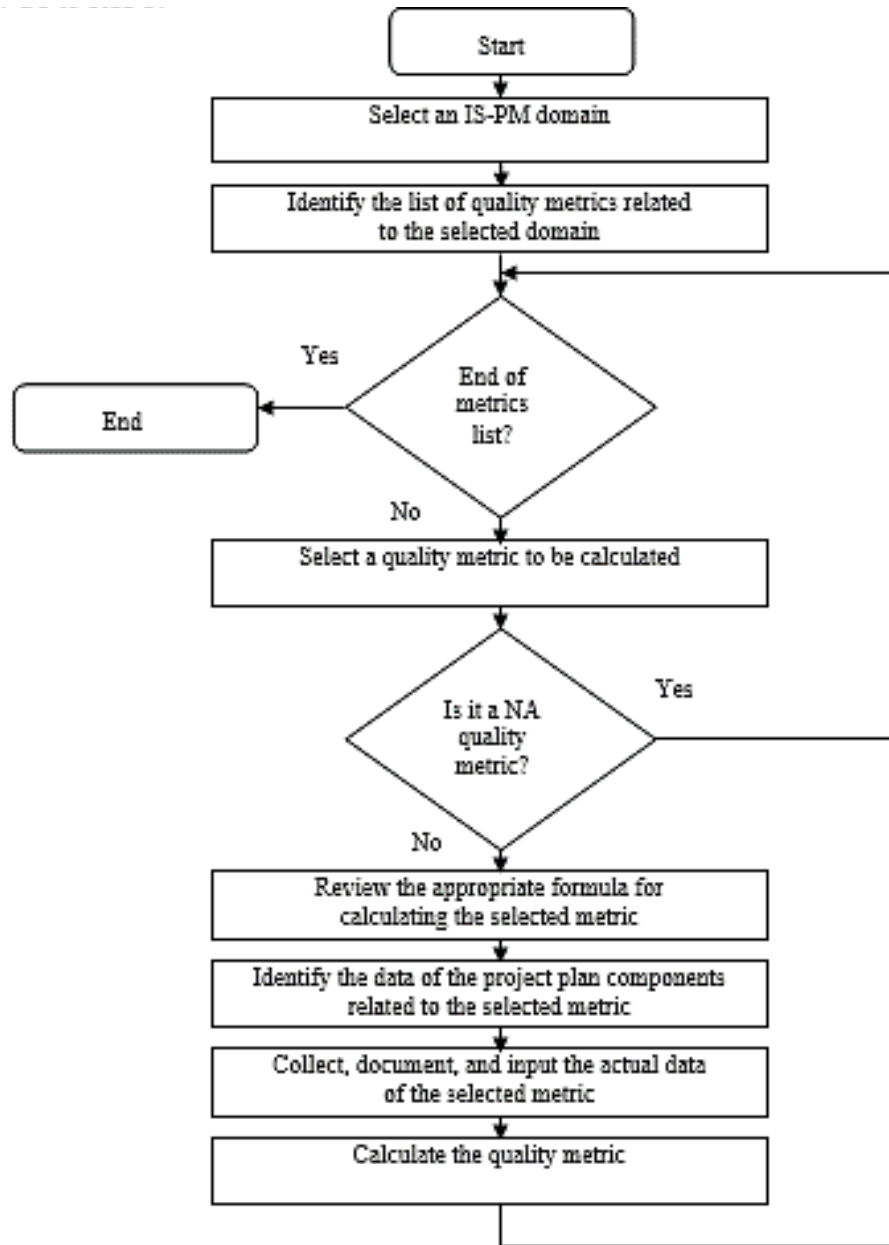 Start
Select an IS-PM domain
Identify the list of quality metrics related
to the selected domain
Yes
End of
metrics
list?
End
No
Select a quality metric to be calculated
Yes
Is it a NA
quality
metric?
No
Review the appropriate formula for
calculating the selected metric
Identify the data of the project plan components
related to the selected metric
Collect, document, and input the actual data
of the selected metric
Calculate the quality metric